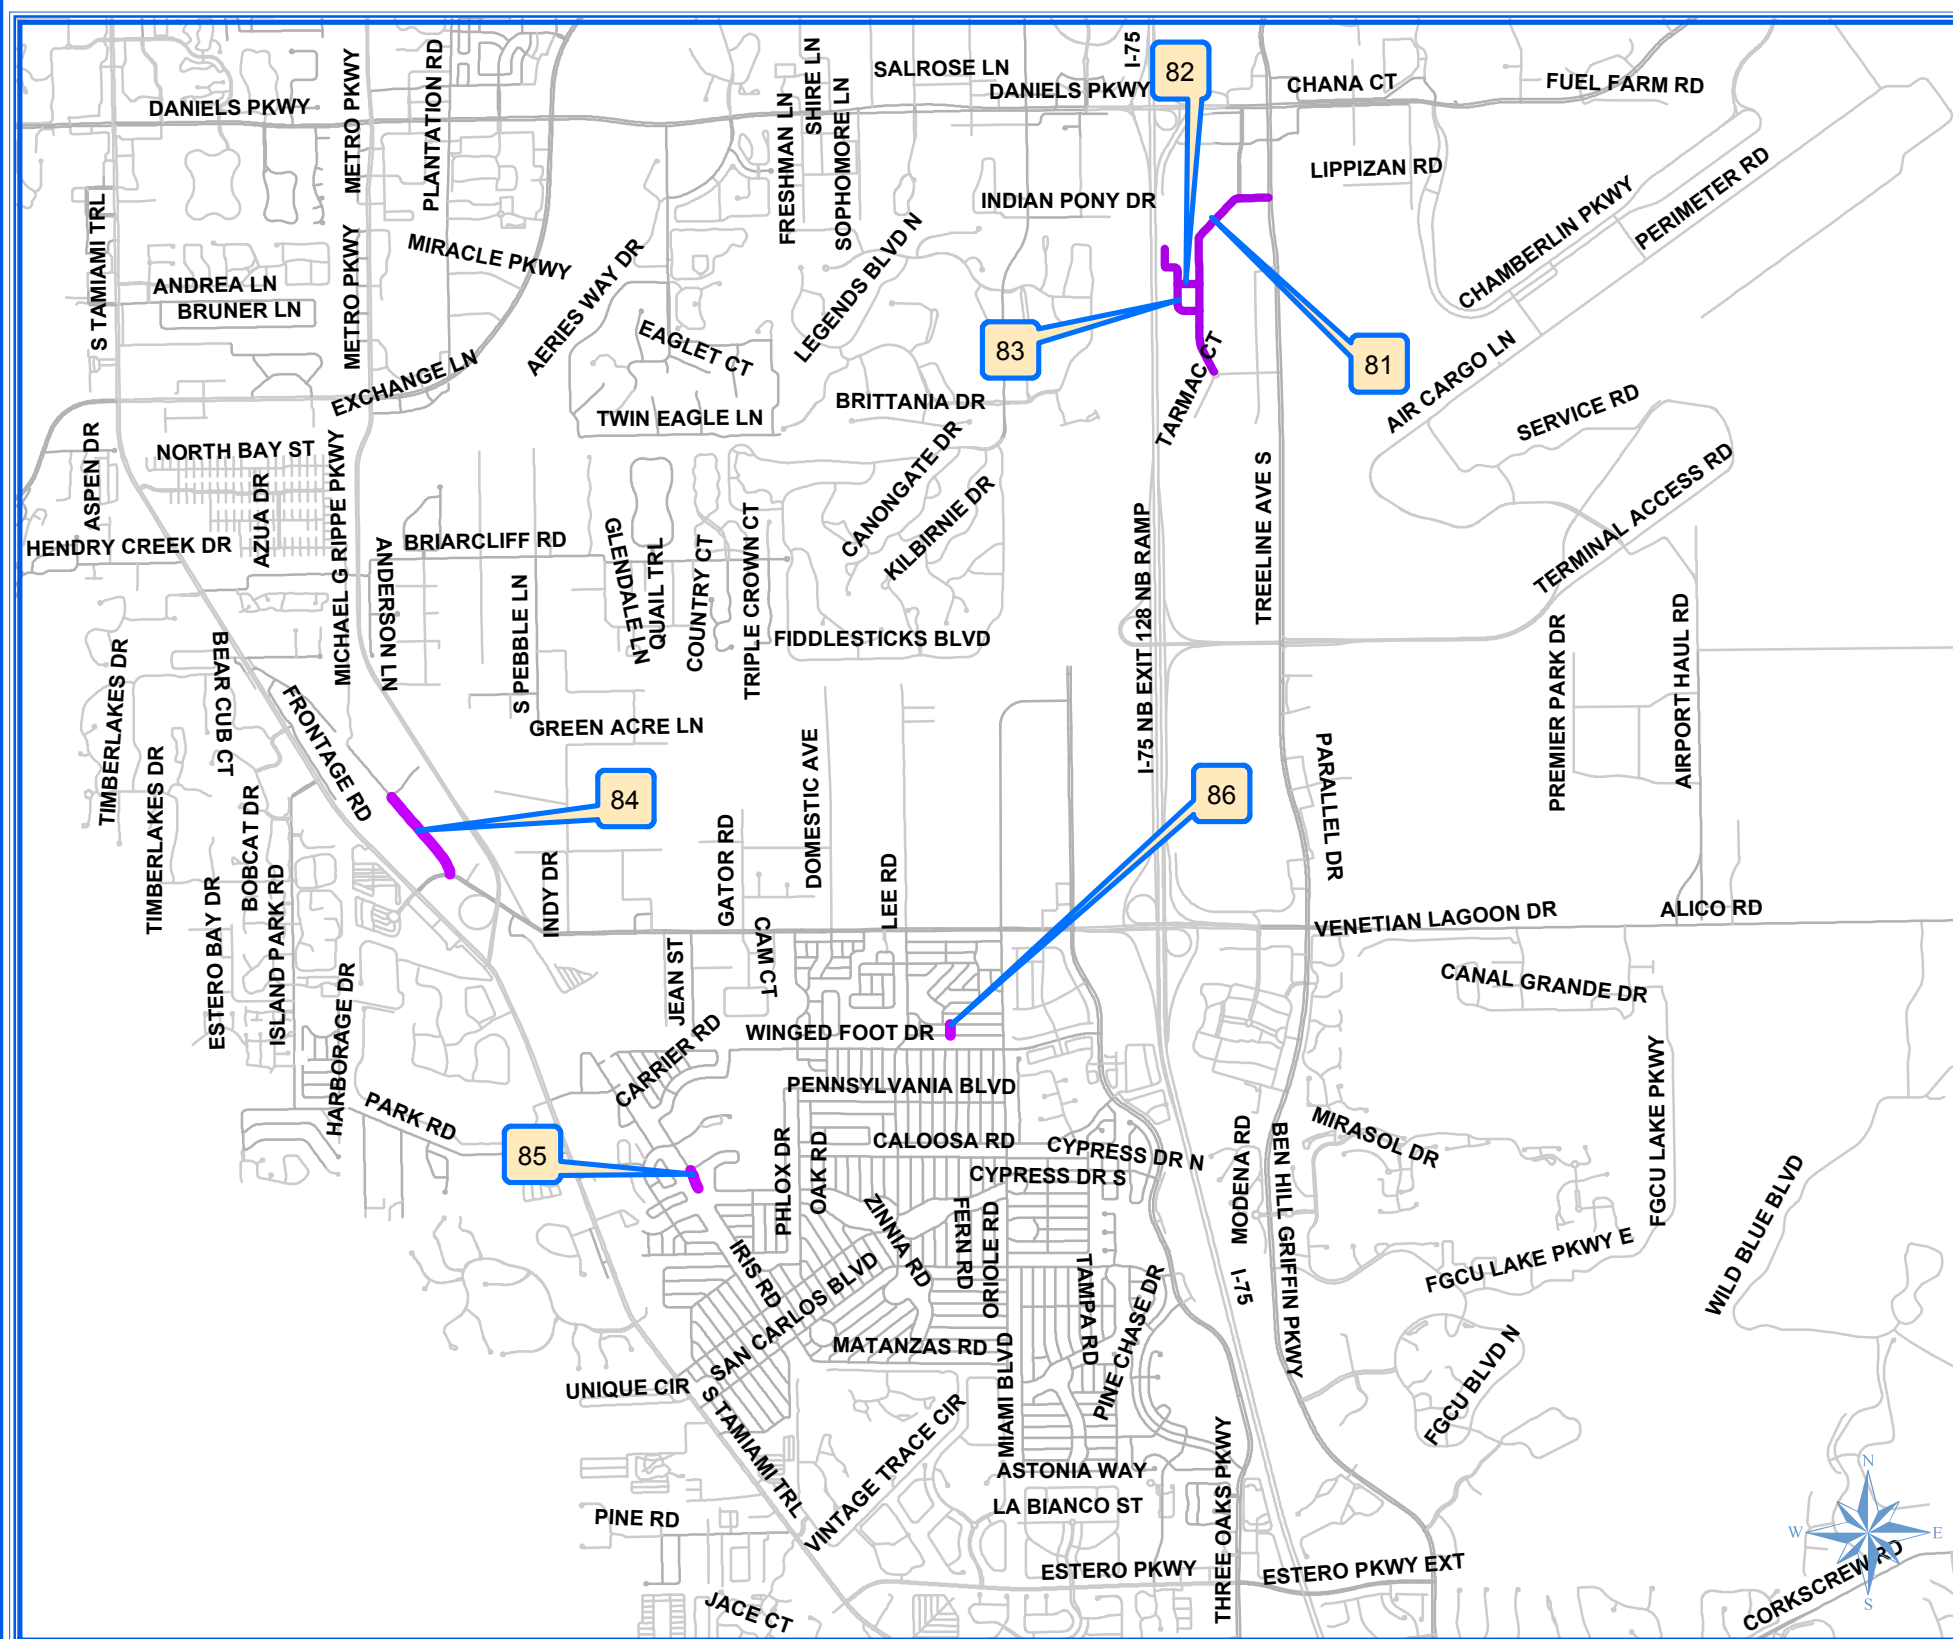 I-75
82
SALROSE LN
DANIELS PKWY
CHANA CT
FUEL FARM RD
DANIELS PKWY
METRO PKWY
PLANTATION RD
FRESHMAN LN
SHIRE LN
SOPHOMORE LN
LIPPIZAN RD
INDIAN PONY DR
CHAMBERLIN PKWY
PERIMETER RD
S TAMIAMI TRL
METRO PKWY
MIRACLE PKWY
AERIES WAY DR
LEGENDS BLVD N
ANDREA LN
BRUNER LN
EAGLET CT
83
81
TARMAC CT
AIR CARGO LN
EXCHANGE LN
TWIN EAGLE LN
BRITTANIA DR
SERVICE RD
ASPEN DR
NORTH BAY ST
AZUA DR
MICHAEL G RIPPE PKWY
CANONGATE DR
KILBIRNIE DR
TREELINE AVE S
TERMINAL ACCESS RD
HENDRY CREEK DR
ANDERSON LN
BRIARCLIFF RD
GLENDALE LN
QUAIL TRL
COUNTRY CT
TRIPLE CROWN CT
I-75 NB EXIT 128 NB RAMP
S PEBBLE LN
FIDDLESTICKS BLVD
PREMIER PARK DR
AIRPORT HAUL RD
TIMBERLAKES DR
BEAR CUB CT
FRONTAGE RD
GREEN ACRE LN
DOMESTIC AVE
PARALLEL DR
84
86
TIMBERLAKES DR
BOBCAT DR
INDY DR
GATOR RD
LEE RD
VENETIAN LAGOON DR
ALICO RD
ESTERO BAY DR
ISLAND PARK RD
HARBORAGE DR
JEAN ST
CAM CT
CANAL GRANDE DR
CARRIER RD
WINGED FOOT DR
PENNSYLVANIA BLVD
FGCU LAKE PKWY
PARK RD
85
PHLOX DR
OAK RD
CALOOSA RD
CYPRESS DR N
CYPRESS DR S
MODENA RD
BEN HILL GRIFFIN PKWY
MIRASOL DR
WILD BLUE BLVD
ZINNIA RD
FERN RD
ORIOLE RD
IRIS RD
SAN CARLOS BLVD
TAMPA RD
PINE CHASE DR
I-75
FGCU LAKE PKWY E
MATANZAS RD
MIAMI BLVD
FGCU BLVD N
UNIQUE CIR
S TAMIAMI TRL
VINTAGE TRACE CIR
ASTONIA WAY
THREE OAKS PKWY
LA BIANCO ST
PINE RD
N
W
E
S
ESTERO PKWY
ESTERO PKWY EXT
CORKSCREW RD
JACE CT